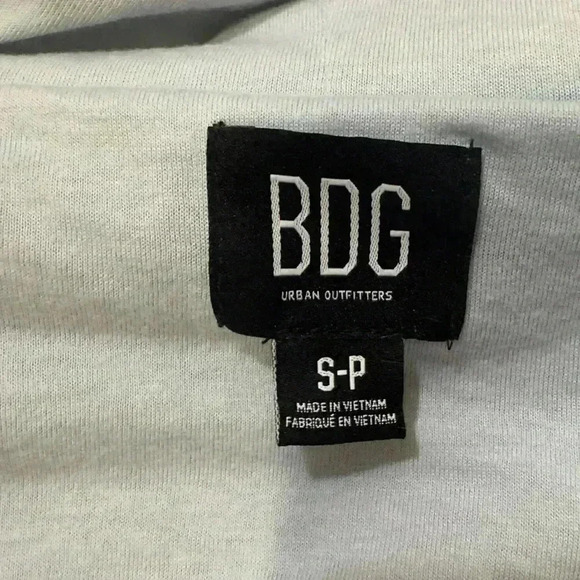 BDG
URBAN OUTFITTERS
S-P
MADE IN VIETNAM
FABRIQUÉ EN VIETNAM